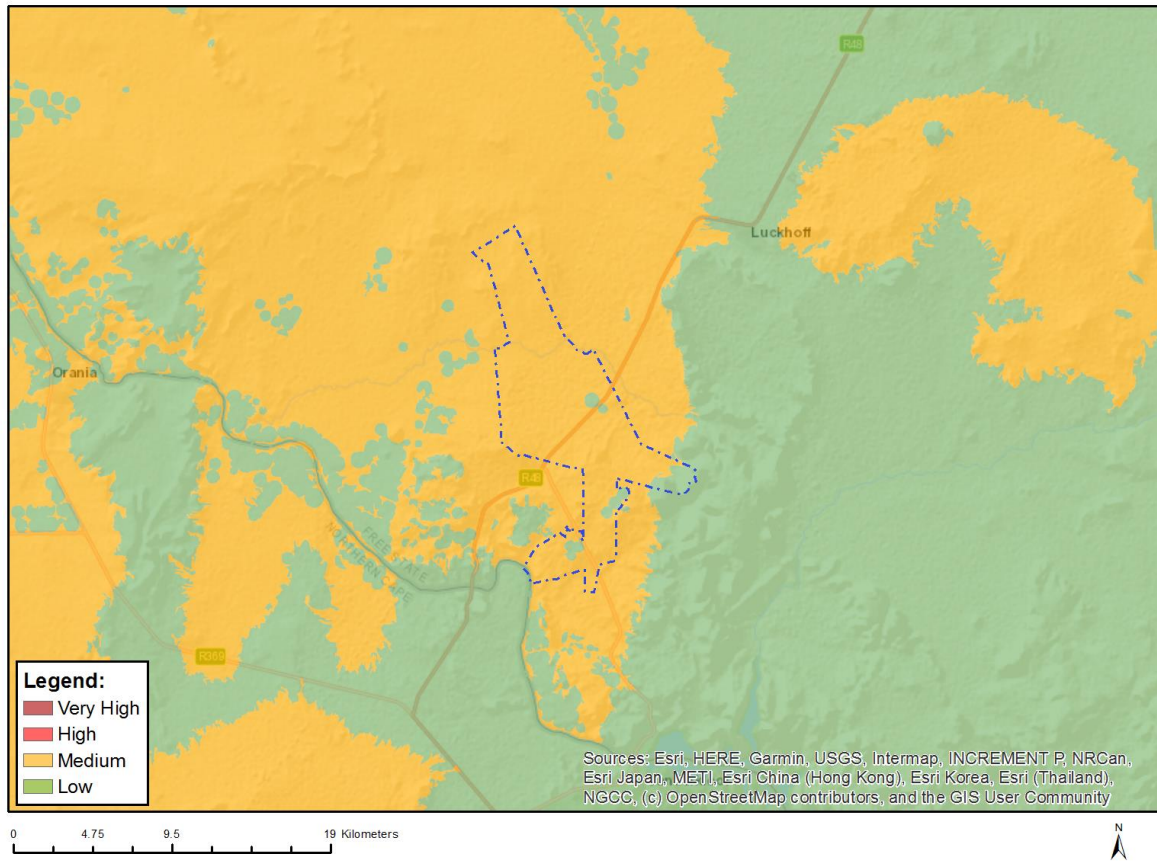 R48
Luckhoff
Orania
R48
FREE STATE
NORTHERN CAPE
R369
Legend:
Very High
High
Medium
Low
Sources: Esri, HERE, Garmin, USGS, Intermap, INCREMENT P, NRCan,
Esri Japan, METI, Esri China (Hong Kong), Esri Korea, Esri (Thailand),
NGCC, (c) OpenStreetMap contributors, and the GIS User Community
0 4.75 9.5 19 Kilometers
N